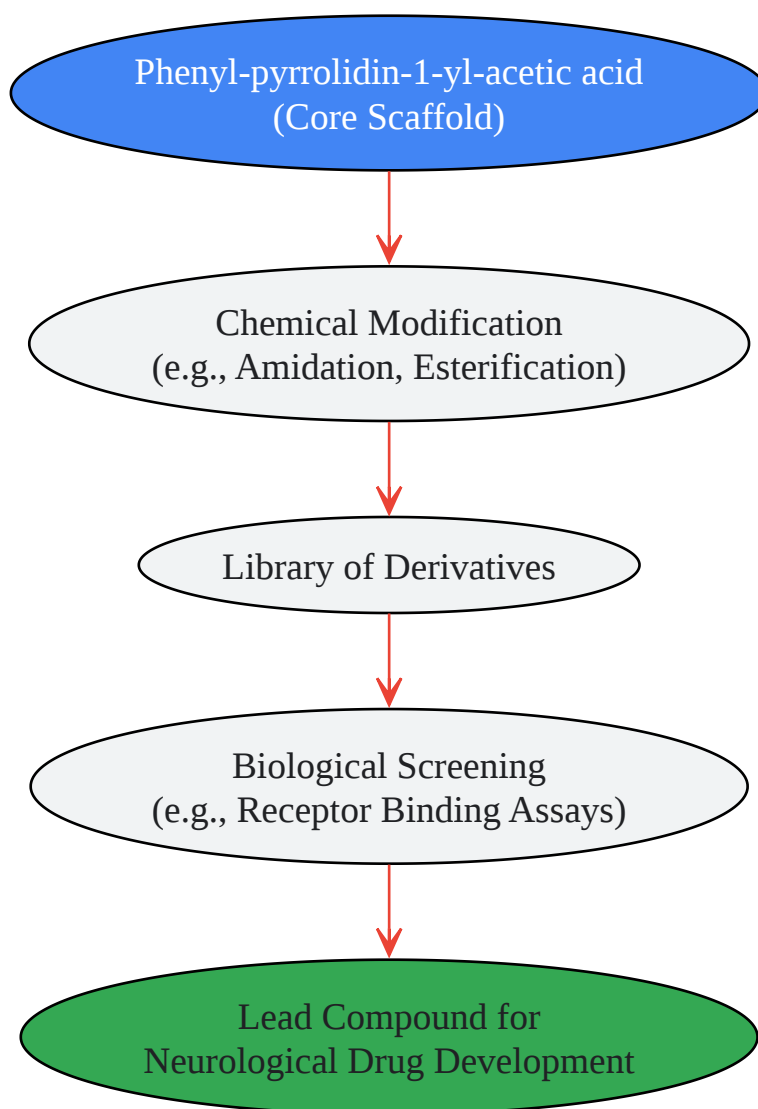 Phenyl-pyrrolidin-1-yl-acetic acid
(Core Scaffold)
Chemical Modification
(e.g., Amidation, Esterification)
Library of Derivatives
Biological Screening
(e.g., Receptor Binding Assays)
Lead Compound for
Neurological Drug Development